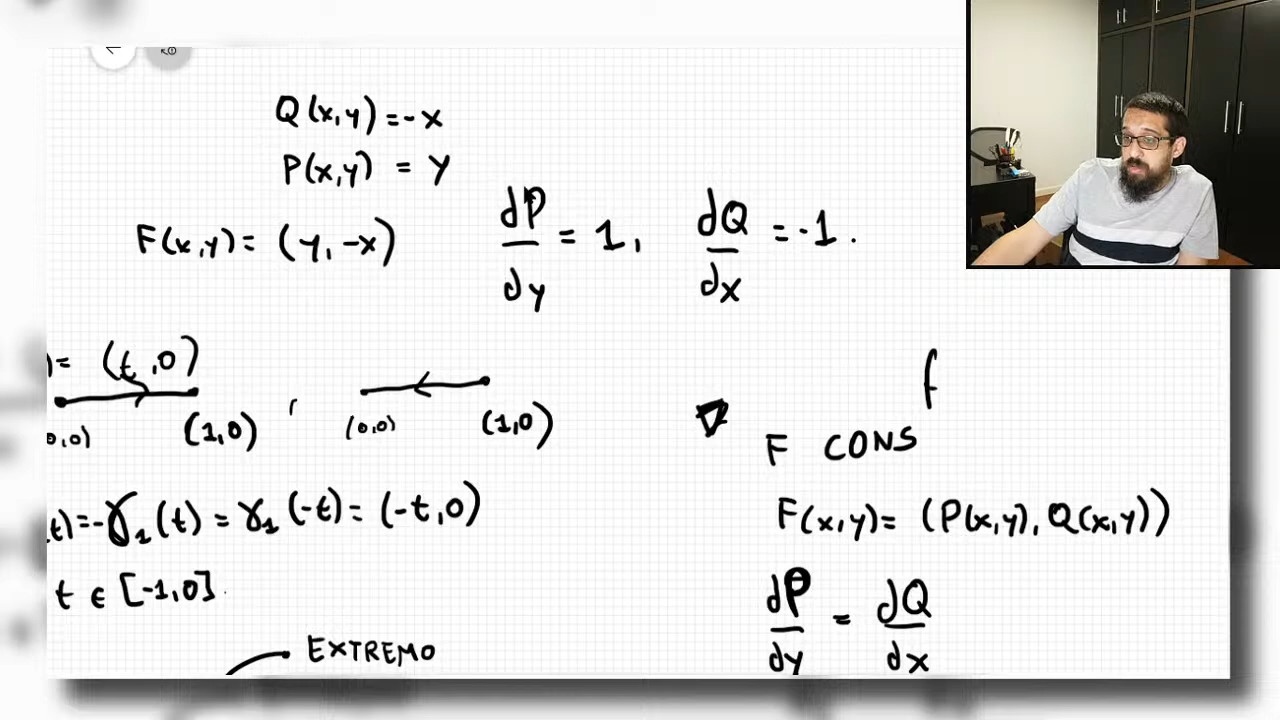 Q(x,y) = -x
P(x,y) = y
F(x,y) = (y, -x)
dP/dy = 1, dQ/dx = -1.
)= (t,0)
0,0) (1,0)
(0,0) (1,0)
F CONS
F(x,y) = (P(x,y), Q(x,y))
dP/dy = dQ/dx
t)=-γ₁(t) = γ₁(-t) = (-t,0)
t ∈ [-1,0].
EXTREMO